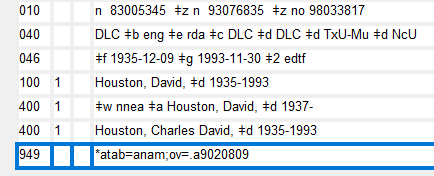 010 n 83005345 ‡z n 93076835 ‡z no 98033817
040 DLC ‡b eng ‡e rda ‡c DLC ‡d DLC ‡d TxU-Mu ‡d NcU
046 ‡f 1935-12-09 ‡g 1993-11-30 ‡2 edtf
100 1 Houston, David, ‡d 1935-1993
400 1 ‡w nnea ‡a Houston, David, ‡d 1937-
400 1 Houston, Charles David, ‡d 1935-1993
949 *atab=anam;ov=.a9020809